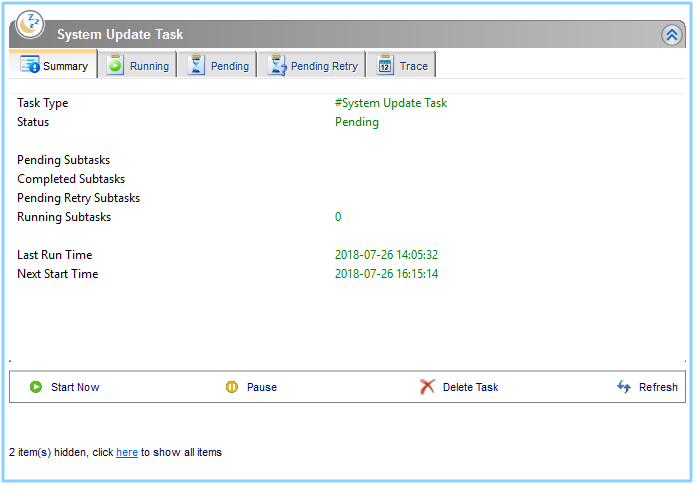 System Update Task
Summary Running Pending Pending Retry Trace
Task Type #System Update Task
Status Pending
Pending Subtasks
Completed Subtasks
Pending Retry Subtasks
Running Subtasks 0
Last Run Time 2018-07-26 14:05:32
Next Start Time 2018-07-26 16:15:14
Start Now Pause Delete Task Refresh
2 item(s) hidden, click here to show all items